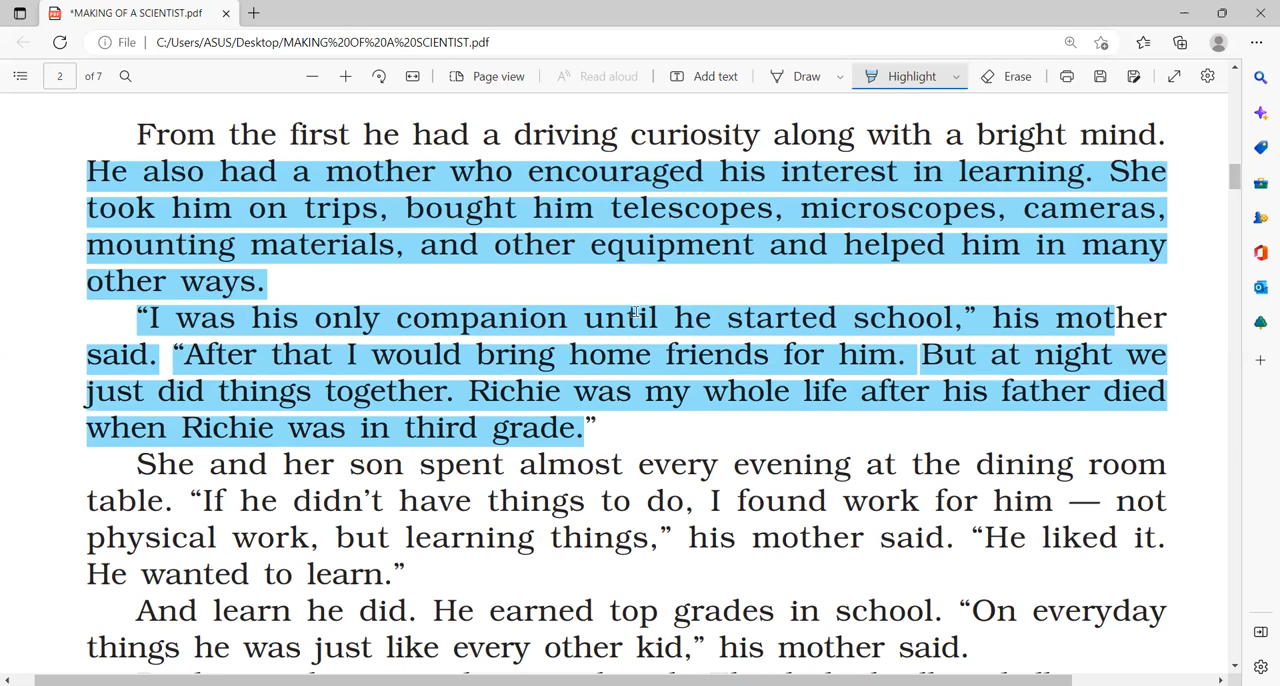 *MAKING OF A SCIENTIST.pdf
File C:/Users/ASUS/Desktop/MAKING%20OF%20A%20SCIENTIST.pdf
2 of 7 Page view Read aloud Add text Draw Highlight Erase
From the first he had a driving curiosity along with a bright mind.
He also had a mother who encouraged his interest in learning. She
took him on trips, bought him telescopes, microscopes, cameras,
mounting materials, and other equipment and helped him in many
other ways.
“I was his only companion until he started school,” his mother
said. “After that I would bring home friends for him. But at night we
just did things together. Richie was my whole life after his father died
when Richie was in third grade.”
She and her son spent almost every evening at the dining room
table. “If he didn’t have things to do, I found work for him — not
physical work, but learning things,” his mother said. “He liked it.
He wanted to learn.”
And learn he did. He earned top grades in school. “On everyday
things he was just like every other kid,” his mother said.